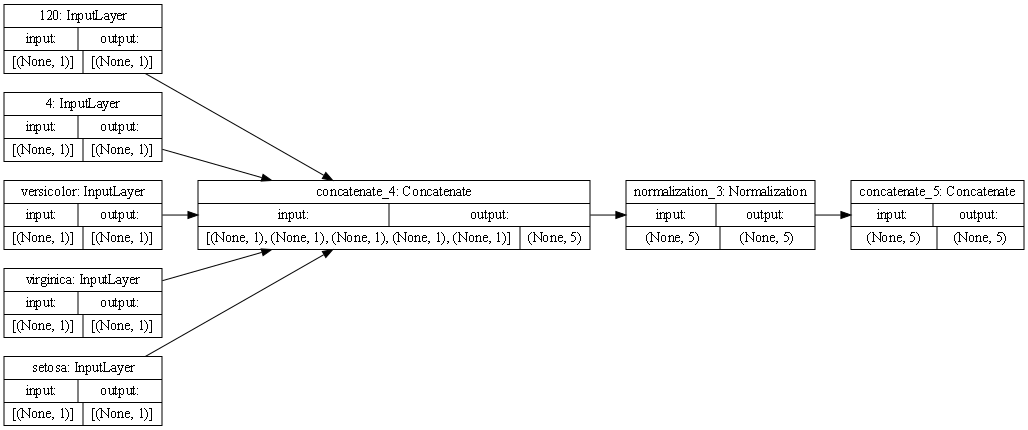 120: InputLayer
input: output:
[(None, 1)] [(None, 1)]
4: InputLayer
input: output:
[(None, 1)] [(None, 1)]
versicolor: InputLayer
input: output:
[(None, 1)] [(None, 1)]
virginica: InputLayer
input: output:
[(None, 1)] [(None, 1)]
setosa: InputLayer
input: output:
[(None, 1)] [(None, 1)]
concatenate_4: Concatenate
input: output:
[(None, 1), (None, 1), (None, 1), (None, 1), (None, 1)] (None, 5)
normalization_3: Normalization
input: output:
(None, 5) (None, 5)
concatenate_5: Concatenate
input: output:
(None, 5) (None, 5)